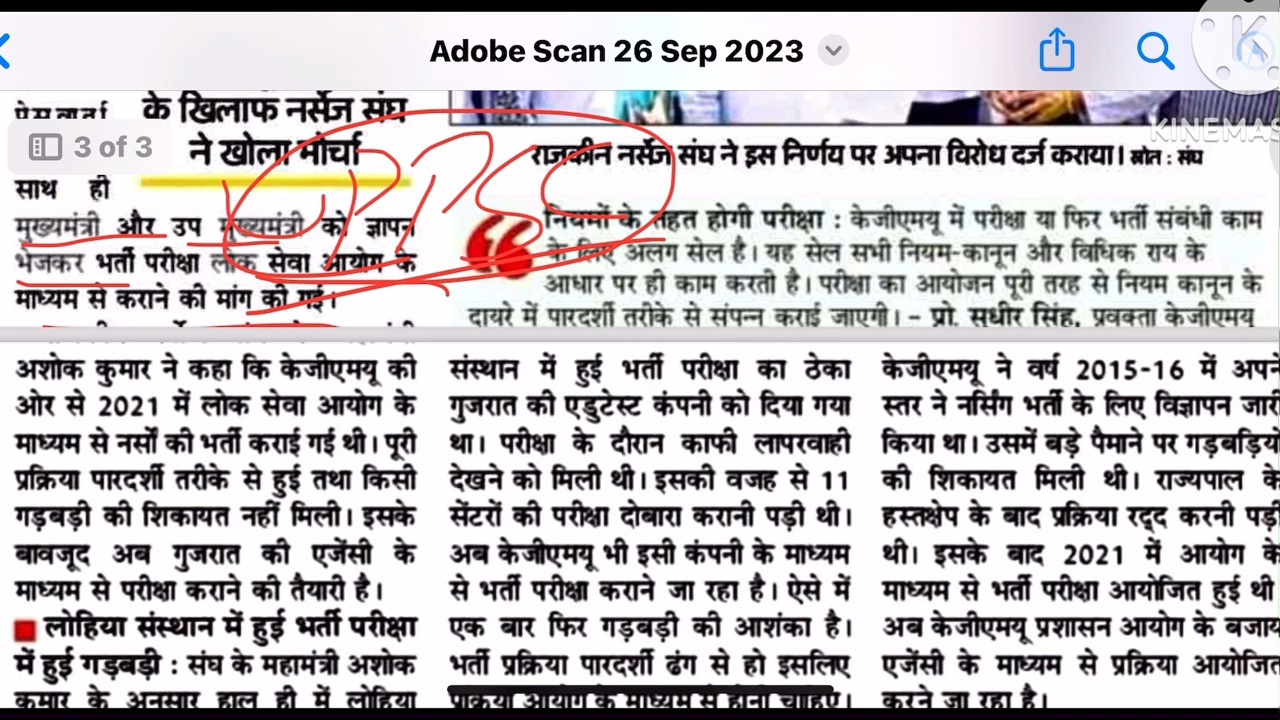 Adobe Scan 26 Sep 2023
KINEMAS
3 of 3
के खिलाफ नर्सेज संघ
ने खोला मोर्चा
साथ ही
मुख्यमंत्री और उप मुख्यमंत्री को ज्ञापन
भेजकर भर्ती परीक्षा लोक सेवा आयोग के
माध्यम से कराने की मांग की गई।
राजकीन नर्सेज संघ ने इस निर्णय पर अपना विरोध दर्ज कराया। स्रोत : संघ
नियमों के तहत होगी परीक्षा : केजीएमयू में परीक्षा या फिर भर्ती संबंधी काम
के लिए अलग सेल है। यह सेल सभी नियम-कानून और विधिक राय के
आधार पर ही काम करती है। परीक्षा का आयोजन पूरी तरह से नियम कानून के
दायरे में पारदर्शी तरीके से संपन्न कराई जाएगी। – प्रो. सुधीर सिंह, प्रवक्ता केजीएमयू
अशोक कुमार ने कहा कि केजीएमयू की
ओर से 2021 में लोक सेवा आयोग के
माध्यम से नर्सों की भर्ती कराई गई थी। पूरी
प्रक्रिया पारदर्शी तरीके से हुई तथा किसी
गड़बड़ी की शिकायत नहीं मिली। इसके
बावजूद अब गुजरात की एजेंसी के
माध्यम से परीक्षा कराने की तैयारी है।
लोहिया संस्थान में हुई भर्ती परीक्षा
में हुई गड़बड़ी : संघ के महामंत्री अशोक
कुमार के अनुसार हाल ही में लोहिया
संस्थान में हुई भर्ती परीक्षा का ठेका
गुजरात की एडुटेस्ट कंपनी को दिया गया
था। परीक्षा के दौरान काफी लापरवाही
देखने को मिली थी। इसकी वजह से 11
सेंटरों की परीक्षा दोबारा करानी पड़ी थी।
अब केजीएमयू भी इसी कंपनी के माध्यम
से भर्ती परीक्षा कराने जा रहा है। ऐसे में
एक बार फिर गड़बड़ी की आशंका है।
भर्ती प्रक्रिया पारदर्शी ढंग से हो इसलिए
प्रक्रिया आयोग के माध्यम से होनी चाहिए।
केजीएमयू ने वर्ष 2015-16 में अपन
स्तर ने नर्सिंग भर्ती के लिए विज्ञापन जारी
किया था। उसमें बड़े पैमाने पर गड़बड़ियों
की शिकायत मिली थी। राज्यपाल के
हस्तक्षेप के बाद प्रक्रिया रद्द करनी पड़ी
थी। इसके बाद 2021 में आयोग के
माध्यम से भर्ती परीक्षा आयोजित हुई थी
अब केजीएमयू प्रशासन आयोग के बजाय
एजेंसी के माध्यम से प्रक्रिया आयोजित
करने जा रहा है।